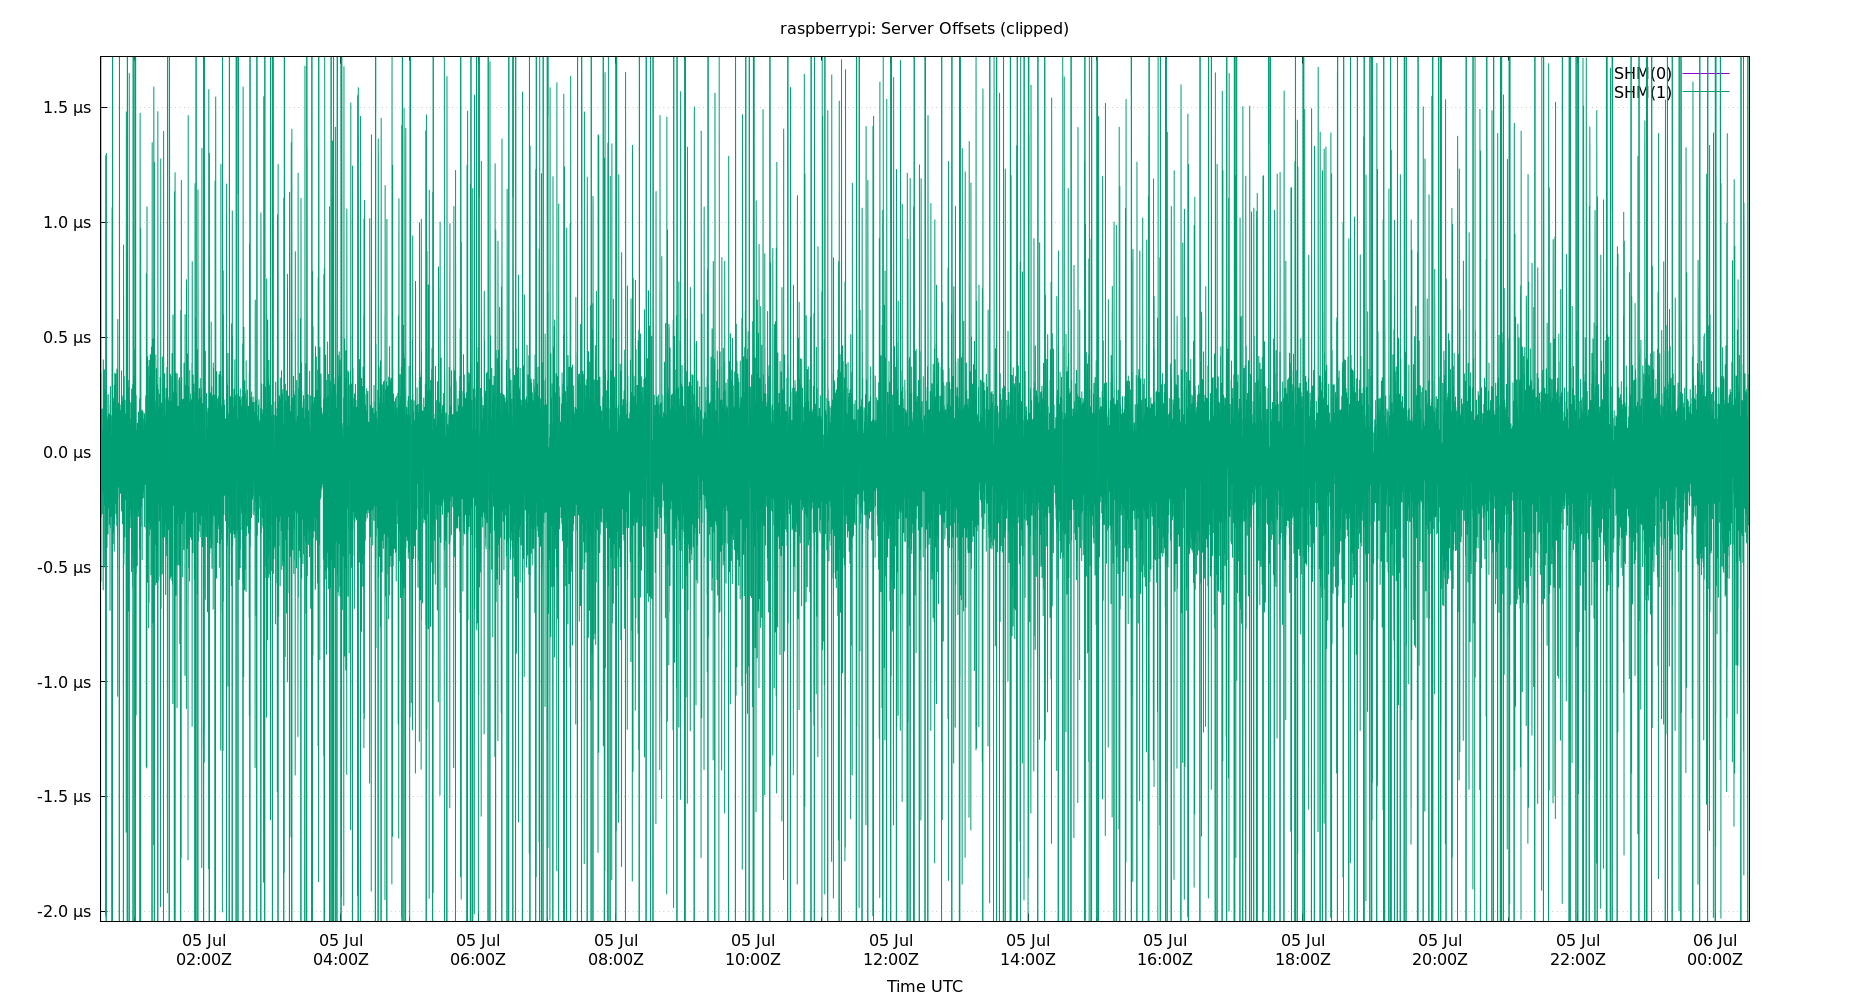 raspberrypi: Server Offsets (clipped)
SHM(0)
SHM(1)
1.5 µs
1.0 µs
0.5 µs
0.0 µs
-0.5 µs
-1.0 µs
-1.5 µs
-2.0 µs
05 Jul 05 Jul 05 Jul 05 Jul 05 Jul 05 Jul 05 Jul 05 Jul 05 Jul 05 Jul 05 Jul 06 Jul
02:00Z 04:00Z 06:00Z 08:00Z 10:00Z 12:00Z 14:00Z 16:00Z 18:00Z 20:00Z 22:00Z 00:00Z
Time UTC